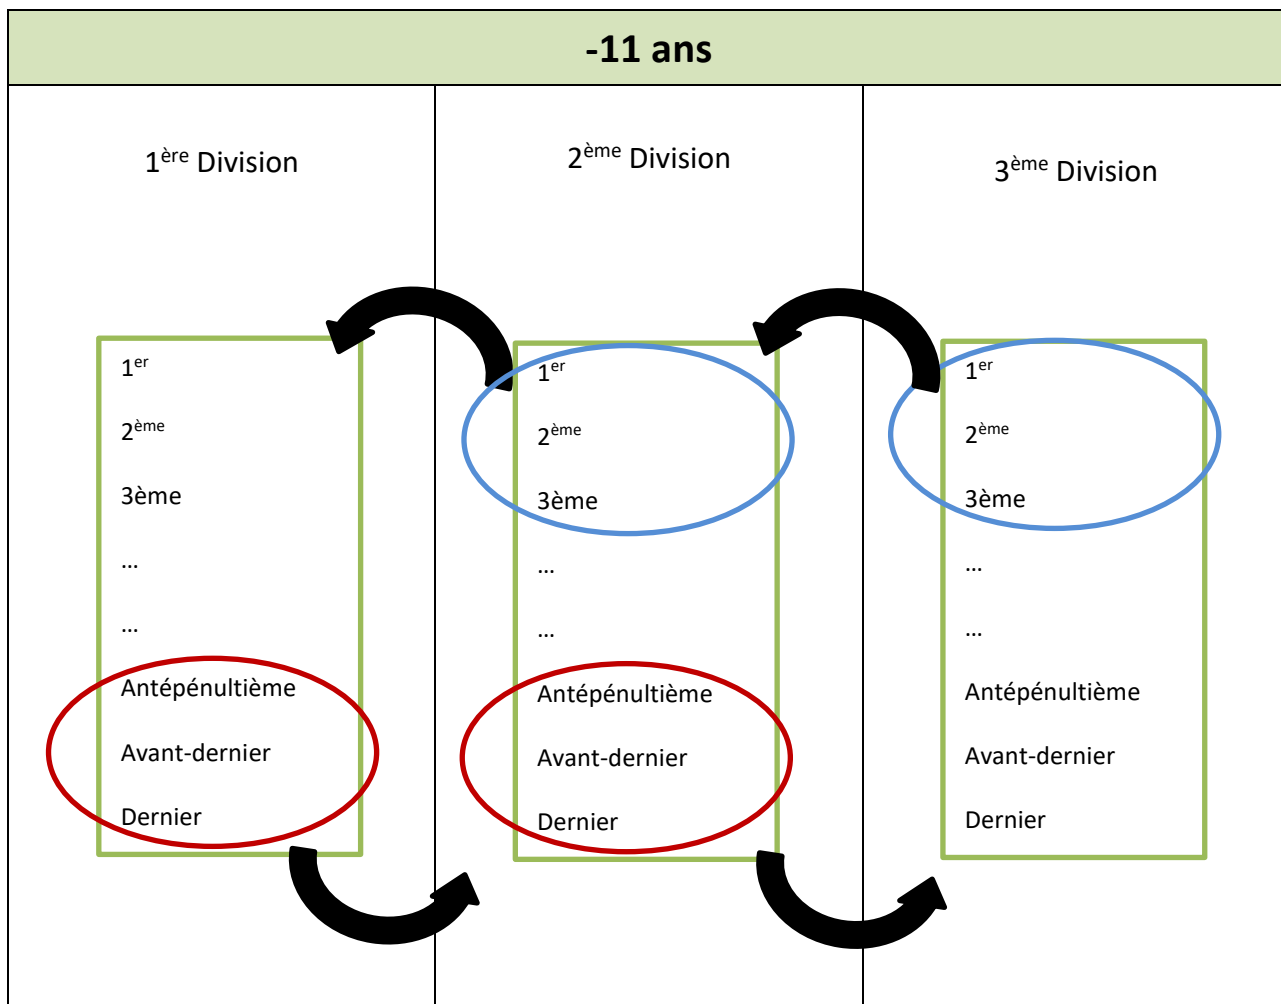 -11 ans
1ère Division
2ème Division
3ème Division
1er
2ème
3ème
...
...
Antépénultième
Avant-dernier
Dernier
1er
2ème
3ème
...
...
Antépénultième
Avant-dernier
Dernier
1er
2ème
3ème
...
...
Antépénultième
Avant-dernier
Dernier